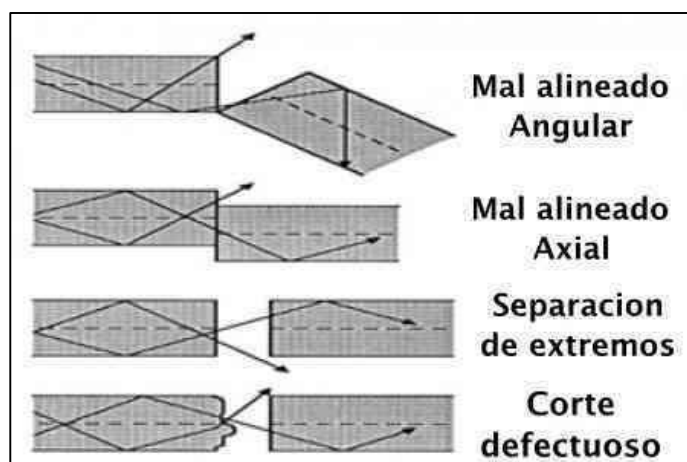 Mal alineado
Angular
Mal alineado
Axial
Separacion
de extremos
Corte
defectuoso